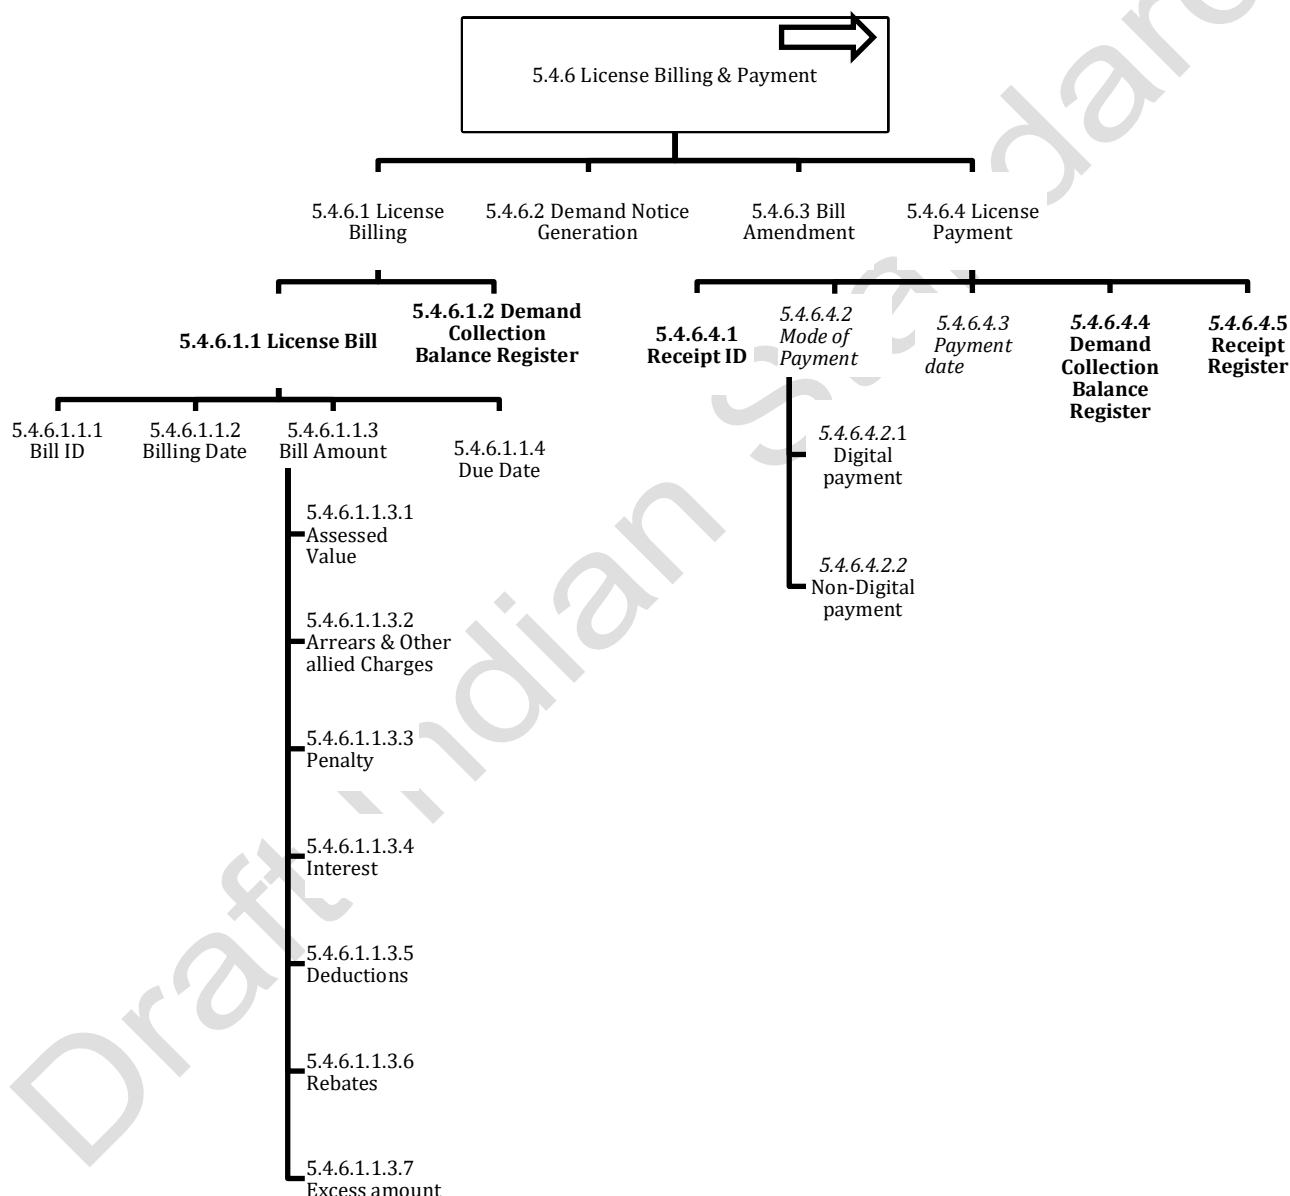 5.4.6 License Billing & Payment
5.4.6.1 License
Billing
5.4.6.2 Demand Notice
Generation
5.4.6.3 Bill
Amendment
5.4.6.4 License
Payment
5.4.6.1.1 License Bill
5.4.6.1.2 Demand
Collection
Balance Register
5.4.6.4.1
Receipt ID
5.4.6.4.2
Mode of
Payment
5.4.6.4.3
Payment
date
5.4.6.4.4
Demand
Collection
Balance
Register
5.4.6.4.5
Receipt
Register
5.4.6.1.1.1
Bill ID
5.4.6.1.1.2
Billing Date
5.4.6.1.1.3
Bill Amount
5.4.6.1.1.4
Due Date
5.4.6.4.2.1
Digital
payment
5.4.6.4.2.2
Non-Digital
payment
5.4.6.1.1.3.1
Assessed
Value
5.4.6.1.1.3.2
Arrears & Other
allied Charges
5.4.6.1.1.3.3
Penalty
5.4.6.1.1.3.4
Interest
5.4.6.1.1.3.5
Deductions
5.4.6.1.1.3.6
Rebates
5.4.6.1.1.3.7
Excess amount
Draft Indian Standard